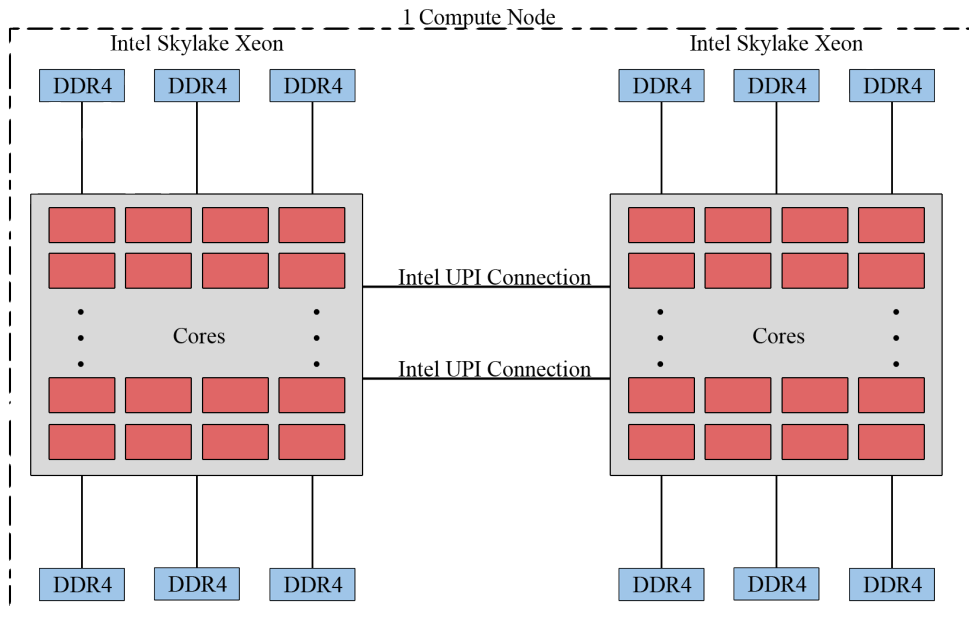 1 Compute Node
Intel Skylake Xeon
Intel Skylake Xeon
DDR4
DDR4
DDR4
DDR4
DDR4
DDR4
Intel UPI Connection
Cores
Cores
Intel UPI Connection
DDR4
DDR4
DDR4
DDR4
DDR4
DDR4